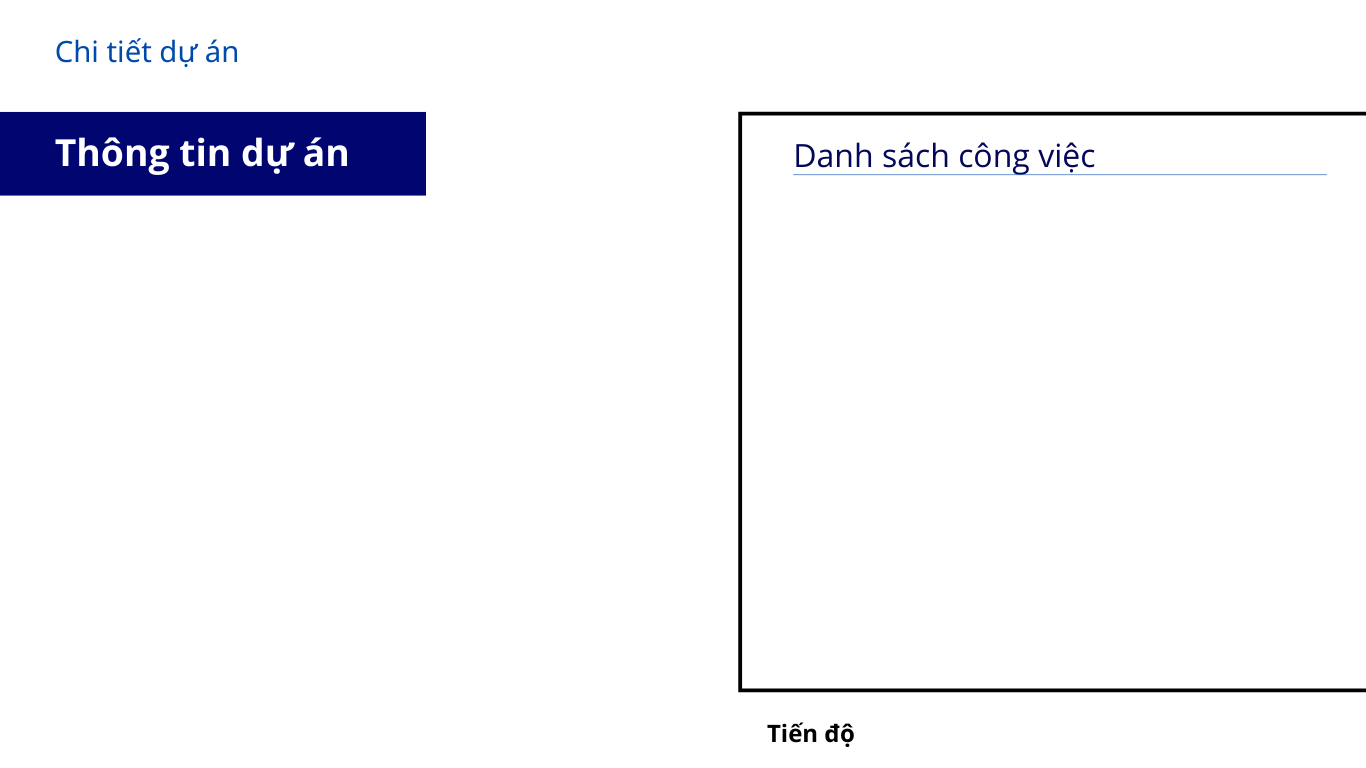 Chi tiết dự án
Thông tin dự án
Danh sách công việc
Tiến độ